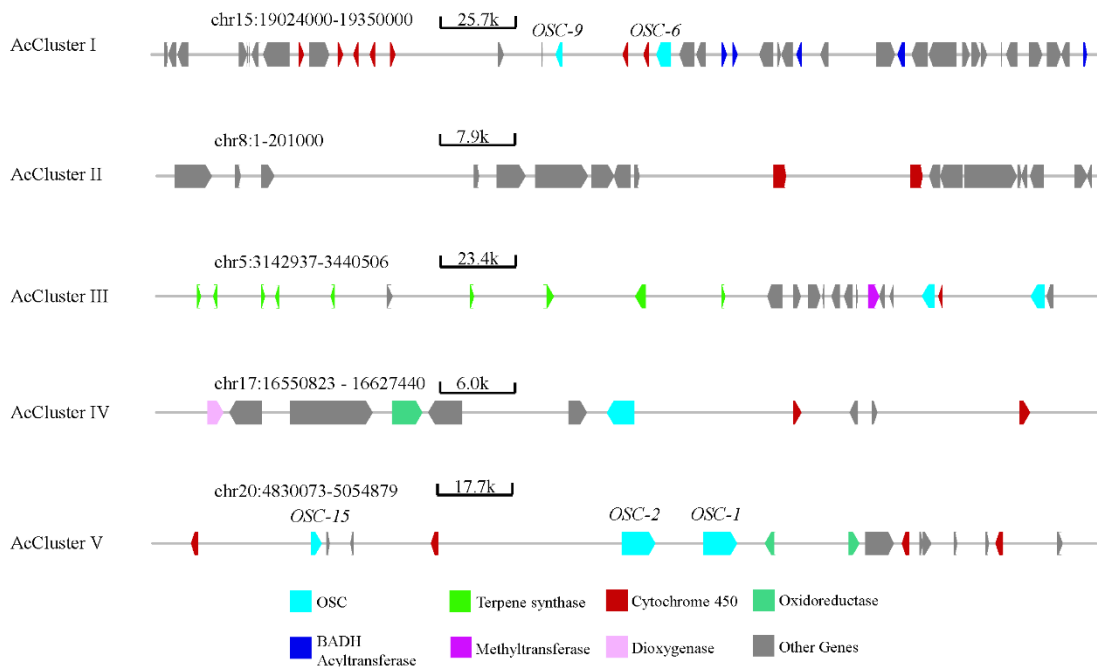 chr15:19024000-19350000
25.7k
OSC-9
OSC-6
AcCluster I
chr8:1-201000
7.9k
AcCluster II
chr5:3142937-3440506
23.4k
AcCluster III
chr17:16550823 - 16627440
6.0k
AcCluster IV
chr20:4830073-5054879
17.7k
OSC-15
OSC-2
OSC-1
AcCluster V
OSC
Terpene synthase
Cytochrome 450
Oxidoreductase
BADH
Acyltransferase
Methyltransferase
Dioxygenase
Other Genes